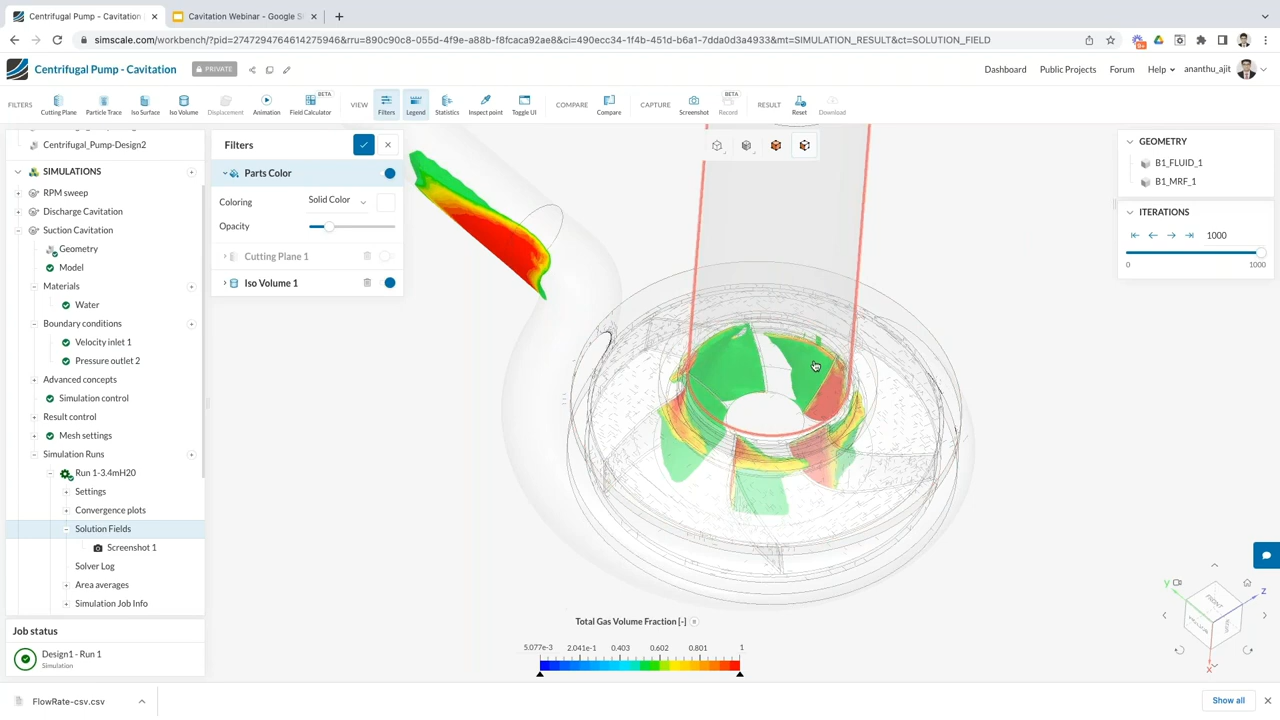 Centrifugal Pump - Cavitation
Cavitation Webinar - Google S
simscale.com/workbench/?pid=2747294764614275946&rru=890c90c8-055d-4f9e-a88b-f8fcaca92ae8&ci=490ecc34-1f4b-451d-b6a1-7dda0d3a4933&mt=SIMULATION_RESULT&ct=SOLUTION_FIELD
Centrifugal Pump - Cavitation
PRIVATE
Dashboard
Public Projects
Forum
Help
ananthu_ajit
FILTERS
Cutting Plane
Particle Trace
Iso Surface
Iso Volume
Displacement
Animation
BETA
Field Calculator
VIEW
Filters
Legend
Statistics
Inspect point
Toggle UI
COMPARE
Compare
CAPTURE
Screenshot
BETA
Record
RESULT
Reset
Download
Centrifugal_Pump-Design2
SIMULATIONS
RPM sweep
Discharge Cavitation
Suction Cavitation
Geometry
Model
Materials
Water
Boundary conditions
Velocity inlet 1
Pressure outlet 2
Advanced concepts
Simulation control
Result control
Mesh settings
Simulation Runs
Run 1-3.4mH20
Settings
Convergence plots
Solution Fields
Screenshot 1
Solver Log
Area averages
Simulation Job Info
Job status
Design1 - Run 1
Simulation
Filters
Parts Color
Coloring
Solid Color
Opacity
Cutting Plane 1
Iso Volume 1
GEOMETRY
B1_FLUID_1
B1_MRF_1
ITERATIONS
1000
0
1000
Total Gas Volume Fraction [-]
5.077e-3
2.041e-1
0.403
0.602
0.801
1
Y
Z
X
FRONT
FlowRate-csv.csv
Show all